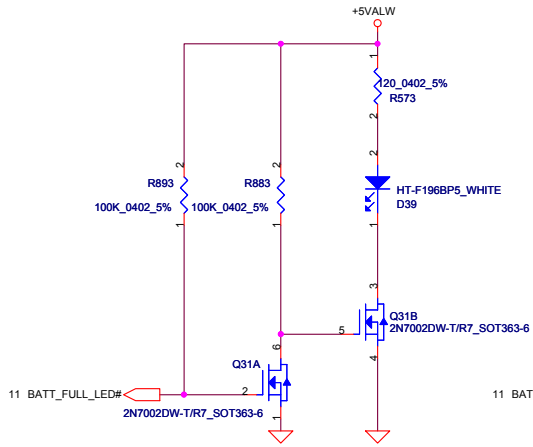 +5VALW
1
120_0402_5%
R573
2
2
2
2
R893
R883
HT-F196BP5_WHITE
D39
100K_0402_5%
100K_0402_5%
1
1
1
3
Q31B
2N7002DW-T/R7_SOT363-6
5
6
4
Q31A
11 BATT_FULL_LED#
2
11 BAT
2N7002DW-T/R7_SOT363-6
1